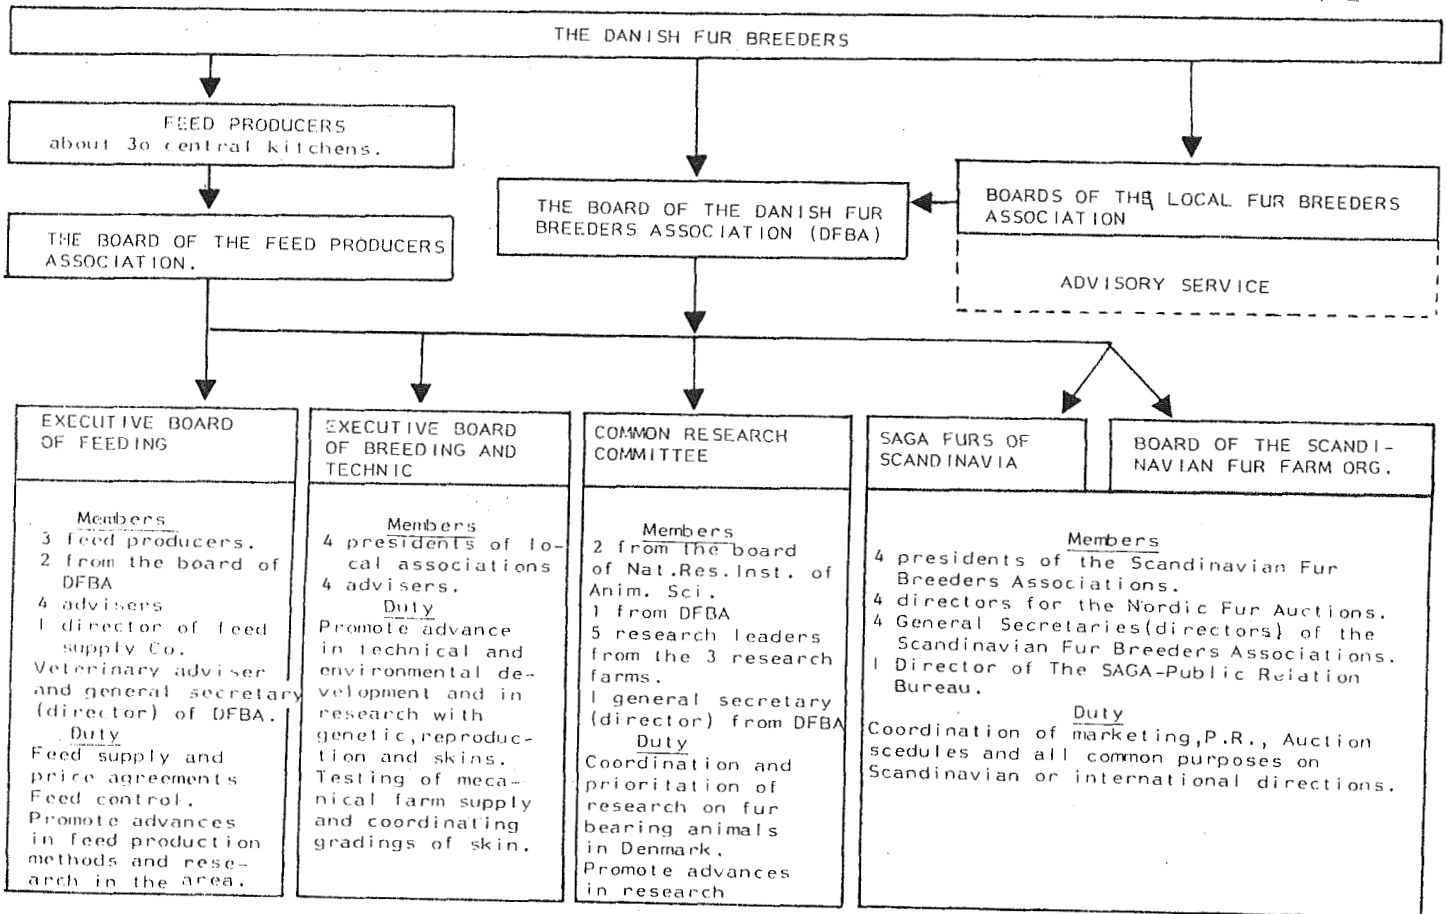 THE DANISH FUR BREEDERS
FEED PRODUCERS
about 3o central kitchens.
THE BOARD OF THE FEED PRODUCERS
ASSOCIATION.
THE BOARD OF THE DANISH FUR
BREEDERS ASSOCIATION (DFBA)
BOARDS OF THE LOCAL FUR BREEDERS
ASSOCIATION
ADVISORY SERVICE
EXECUTIVE BOARD
OF FEEDING
Members
3 feed producers.
2 from the board of
DFBA
4 advisers
1 director of feed
supply Co.
Veterinary adviser
and general secretary
(director) of DFBA.
Duty
Feed supply and
price agreements
Feed control.
Promote advances
in feed production
methods and rese-
arch in the area.
EXECUTIVE BOARD
OF BREEDING AND
TECHNIC
Members
4 presidents of lo-
cal associations
4 advisers.
Duty
Promote advance
in technical and
environmental de-
velopment and in
research with
genetic,reproduc-
tion and skins.
Testing of meca-
nical farm supply
and coordinating
gradings of skin.
COMMON RESEARCH
COMMITTEE
Members
2 from the board
of Nat.Res.Inst. of
Anim. Sci.
1 from DFBA
5 research leaders
from the 3 research
farms.
1 general secretary
(director) from DFBA
Duty
Coordination and
prioritation of
research on fur
bearing animals
in Denmark.
Promote advances
in research
SAGA FURS OF
SCANDINAVIA
BOARD OF THE SCANDI-
NAVIAN FUR FARM ORG.
Members
4 presidents of the Scandinavian Fur
Breeders Associations.
4 directors for the Nordic Fur Auctions.
4 General Secretaries(directors) of the
Scandinavian Fur Breeders Associations.
1 Director of The SAGA-Public Relation
Bureau.
Duty
Coordination of marketing,P.R., Auction
scedules and all common purposes on
Scandinavian or international directions.